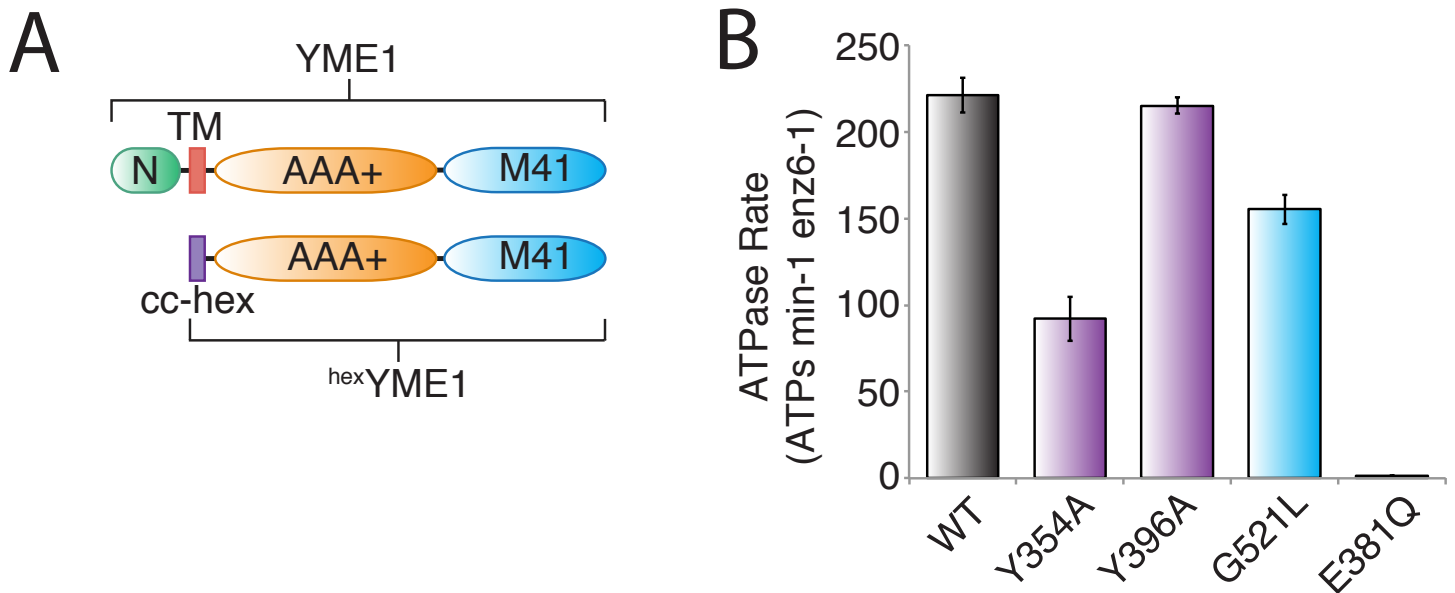 A
YME1
TM
N
AAA+
M41
AAA+
M41
cc-hex
hexYME1
B
ATPase Rate
(ATPs min-1 enz6-1)
250
200
150
100
50
0
WT
Y354A
Y396A
G521L
E381Q